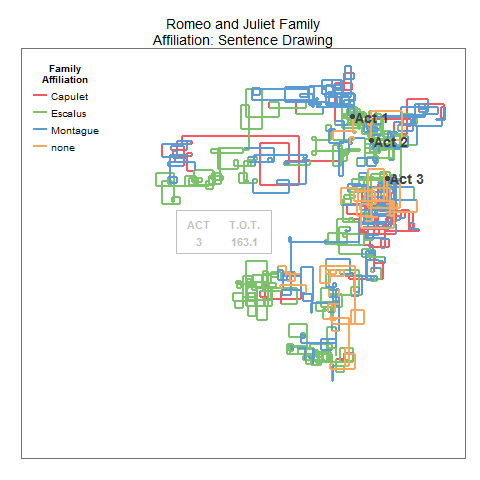 Romeo and Juliet Family
Affiliation: Sentence Drawing
Family
Affiliation
Capulet
Escalus
Montague
none
Act 1
Act 2
Act 3
ACT T.O.T.
3 163.1